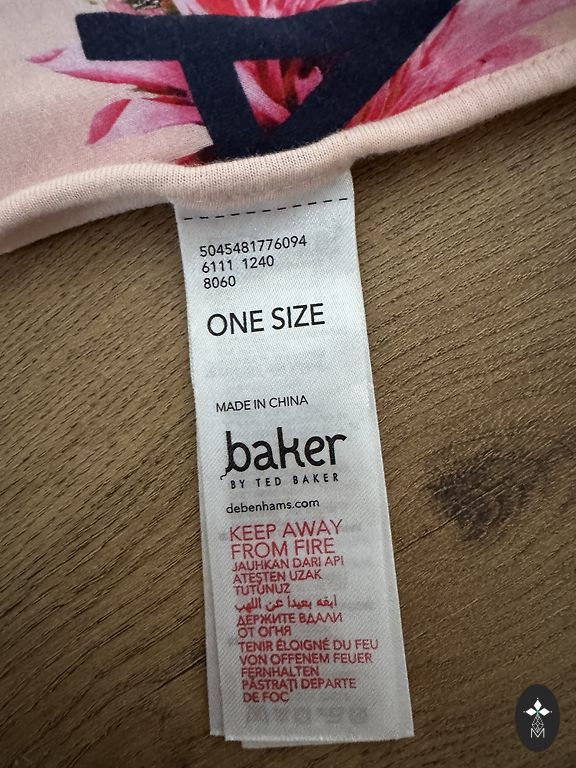 5045481776094
6111 1240
8060
ONE SIZE
MADE IN CHINA
baker
BY TED BAKER
debenhams.com
KEEP AWAY
FROM FIRE
JAUHKAN DARI API
ATEŞTEN UZAK
TUTUNUZ
ابقه بعيداً عن اللهب
ДЕРЖИТЕ ВДАЛИ
ОТ ОГНЯ
TENIR ÉLOIGNÉ DU FEU
VON OFFENEM FEUER
FERNHALTEN
PĂSTRAŢI DEPARTE
DE FOC
M